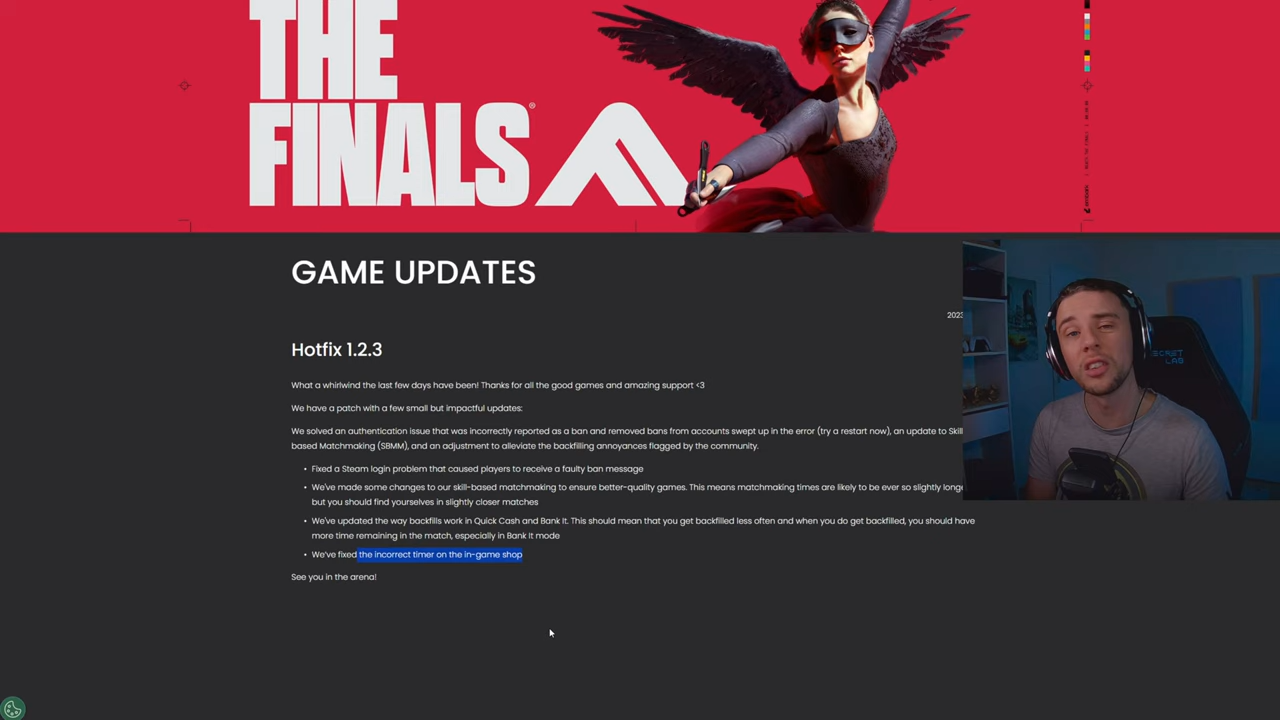 THE
FINALS®
GAME UPDATES
2023
Hotfix 1.2.3
What a whirlwind the last few days have been! Thanks for all the good games and amazing support <3
We have a patch with a few small but impactful updates:
We solved an authentication issue that was incorrectly reported as a ban and removed bans from accounts swept up in the error (try a restart now), an update to Skill
based Matchmaking (SBMM), and an adjustment to alleviate the backfilling annoyances flagged by the community.
• Fixed a Steam login problem that caused players to receive a faulty ban message
• We've made some changes to our skill-based matchmaking to ensure better-quality games. This means matchmaking times are likely to be ever so slightly longe
but you should find yourselves in slightly closer matches
• We've updated the way backfills work in Quick Cash and Bank It. This should mean that you get backfilled less often and when you do get backfilled, you should have
more time remaining in the match, especially in Bank It mode
• We've fixed the incorrect timer on the in-game shop
See you in the arena!
SECRET
LAB